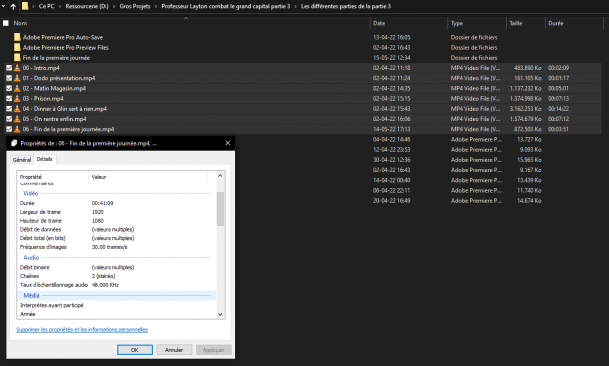 Ce PC > Ressourcerie (D:) > Gros Projets > Professeur Layton combat le grand capital partie 3 > Les différentes parties de la partie 3
Nom Date Type Taille Durée
Adobe Premiere Pro Auto-Save 13-04-22 16:05 Dossier de fichiers
Adobe Premiere Pro Preview Files 02-04-22 16:43 Dossier de fichiers
Fin de la première journée 15-05-22 12:34 Dossier de fichiers
00 - Intro.mp4 02-04-22 11:18 MP4 Video File (V... 483.890 Ko 00:02:09
01 - Dodo présentation.mp4 02-04-22 11:24 MP4 Video File (V... 161.105 Ko 00:01:17
02 - Matin Magasin.mp4 02-04-22 14:35 MP4 Video File (V... 1.137.232 Ko 00:05:01
03 - Prison.mp4 02-04-22 15:15 MP4 Video File (V... 1.374.998 Ko 00:07:13
04 - Dinner à Glin sert à rien.mp4 02-04-22 15:43 MP4 Video File (V... 3.162.253 Ko 00:14:22
05 - On rentre enfin.mp4 02-04-22 16:06 MP4 Video File (V... 1.574.679 Ko 00:07:12
06 - Fin de la première journée.mp4 14-05-22 17:13 MP4 Video File (V... 872.503 Ko 00:03:51
04-04-22 14:46 Adobe Premiere P... 13.727 Ko
12-04-22 23:53 Adobe Premiere P... 9.093 Ko
30-04-22 12:36 Adobe Premiere P... 15.965 Ko
02-04-22 16:43 Adobe Premiere P... 9.167 Ko
14-04-22 00:40 Adobe Premiere P... 13.439 Ko
06-04-22 22:11 Adobe Premiere P... 11.740 Ko
20-04-22 16:49 Adobe Premiere P... 14.674 Ko
Propriétés de : 06 - Fin de la première journée.mp4, ...
Général Détails
Propriété Valeur
Commentaires
Vidéo
Durée 00:41:09
Largeur de trame 1920
Hauteur de trame 1080
Débit de données (valeurs multiples)
Débit total (en bits) (valeurs multiples)
Fréquence d'images 30.00 trames/s
Audio
Débit binaire (valeurs multiples)
Chaînes 2 (stéréo)
Taux d'échantillonnage audio 48.000 KHz
Média
Interprètes ayant participé
Année
Supprimer les propriétés et les informations personnelles
OK Annuler Appliquer